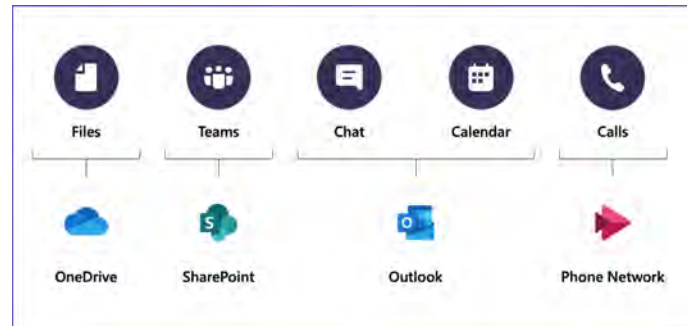 Files
Teams
Chat
Calendar
Calls
S
O
OneDrive
SharePoint
Outlook
Phone Network